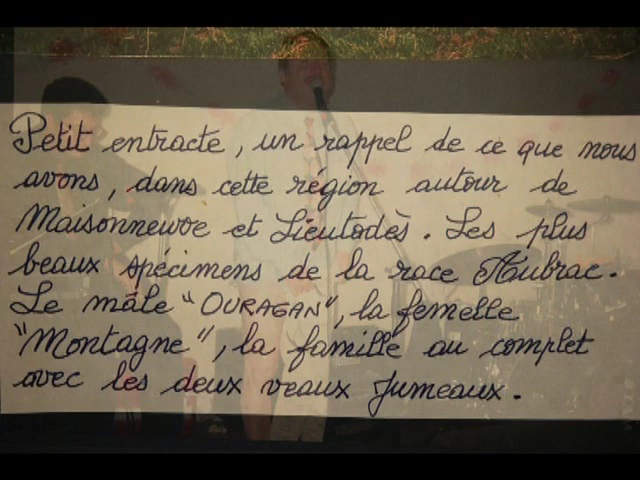 Petit entracte, un rappel de ce que nous
avons, dans cette région autour de
Maisonneuve et Lieutadès. Les plus
beaux spécimens de la race Aubrac.
Le mâle "OURAGAN", la femelle
"Montagne", la famille au complet
avec les deux veaux Jumeaux.